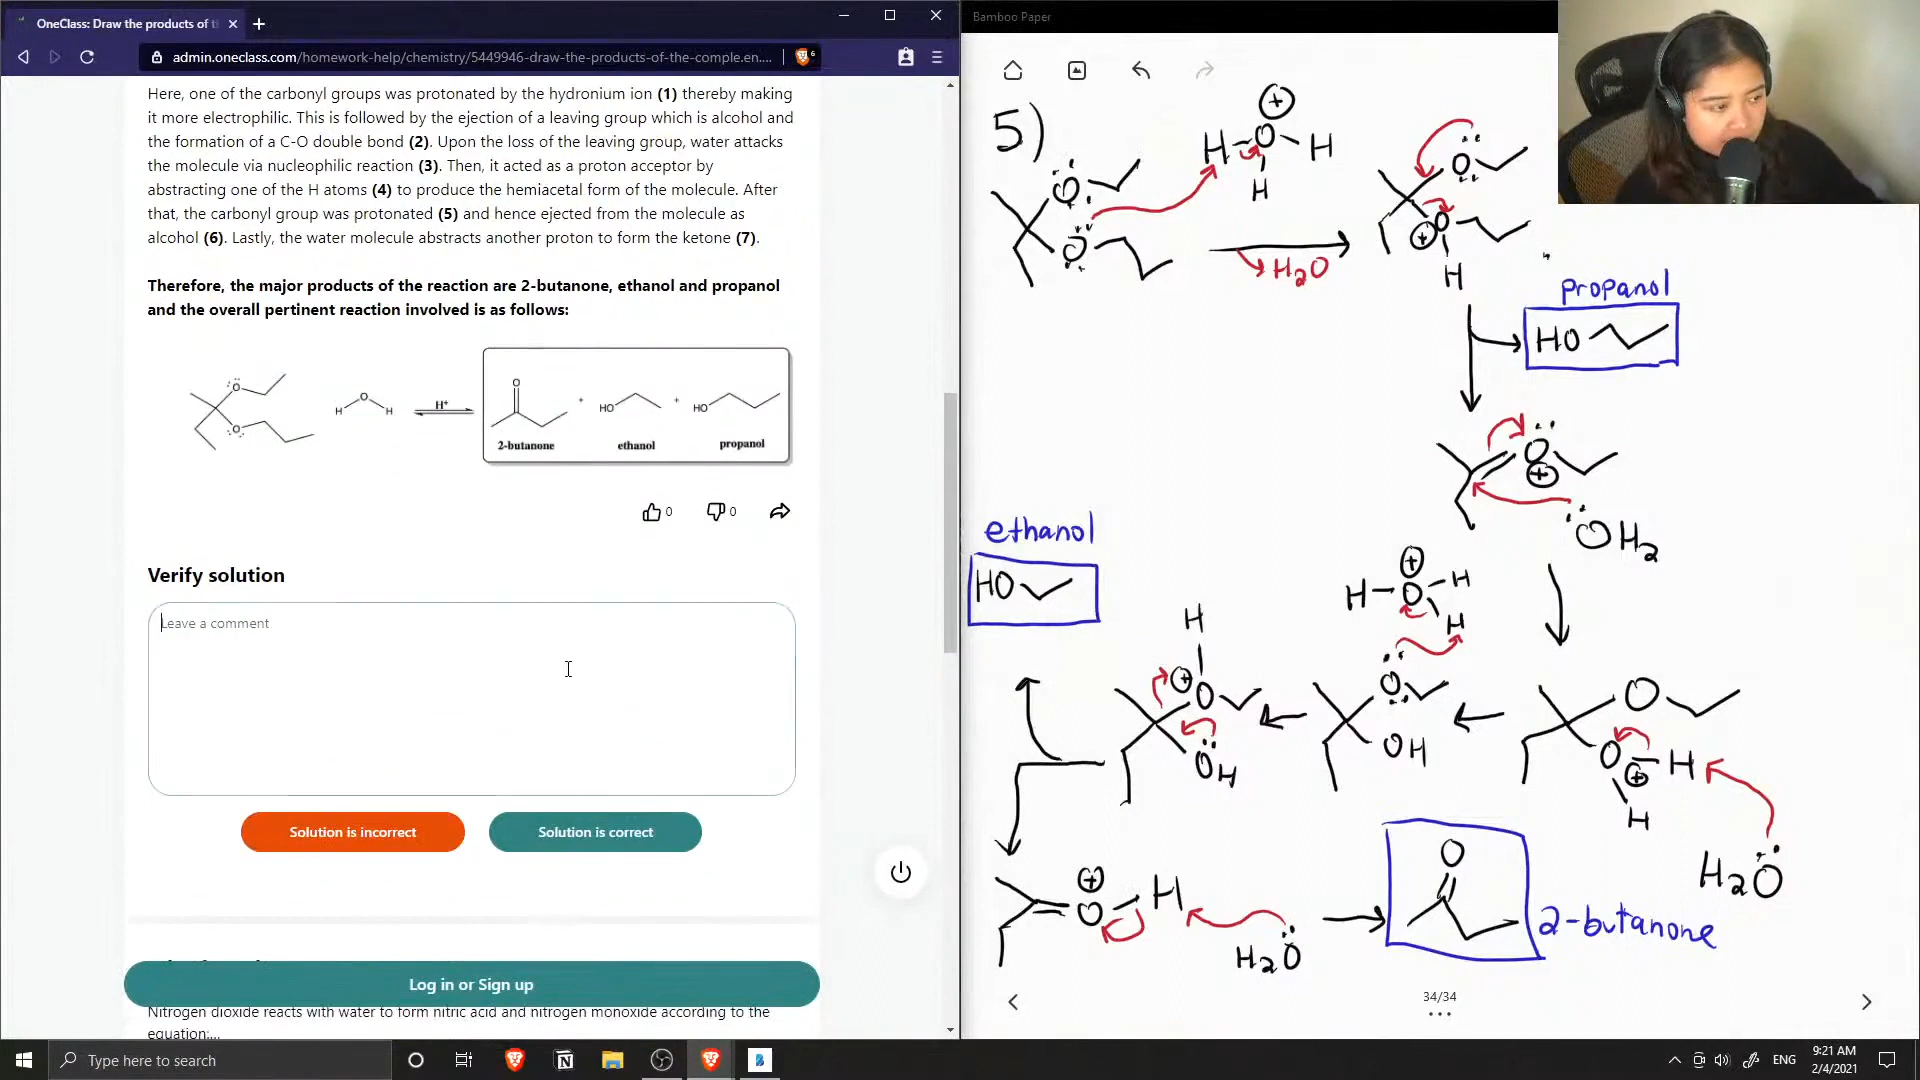 OneClass: Draw the products of t
admin.oneclass.com/homework-help/chemistry/5449946-draw-the-products-of-the-comple.en....
6
Here, one of the carbonyl groups was protonated by the hydronium ion (1) thereby making
it more electrophilic. This is followed by the ejection of a leaving group which is alcohol and
the formation of a C-O double bond (2). Upon the loss of the leaving group, water attacks
the molecule via nucleophilic reaction (3). Then, it acted as a proton acceptor by
abstracting one of the H atoms (4) to produce the hemiacetal form of the molecule. After
that, the carbonyl group was protonated (5) and hence ejected from the molecule as
alcohol (6). Lastly, the water molecule abstracts another proton to form the ketone (7).
Therefore, the major products of the reaction are 2-butanone, ethanol and propanol
and the overall pertinent reaction involved is as follows:
O
O
H O H
H+
O
2-butanone
+
HO
ethanol
+
HO
propanol
0 0
Verify solution
Leave a comment
Solution is incorrect
Solution is correct
Log in or Sign up
Nitrogen dioxide reacts with water to form nitric acid and nitrogen monoxide according to the
equation:...
Bamboo Paper
5)
O
O
+
H O H
H
H2O
O
+ O
H
propanol
HO
O
+
OH2
ethanol
HO
+
H O H
H
H
+ O
OH
O
OH
O
O H
+
H
H2O
+
O H
H2O
O
2-butanone
34/34
Type here to search
ENG
9:21 AM
2/4/2021